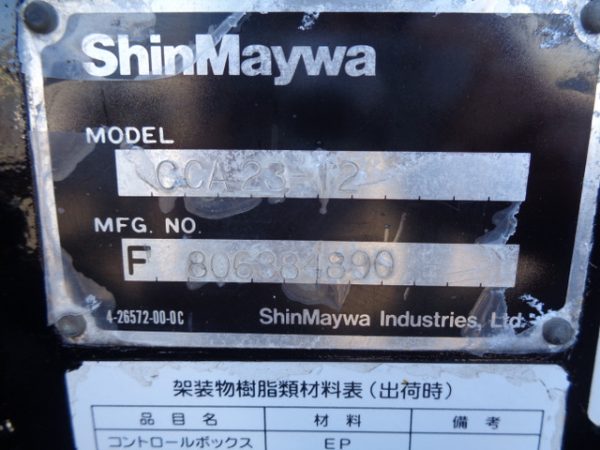 ShinMaywa
MODEL
CCA23-12
MFG. NO.
F 806384890
4-26572-00-0C
ShinMaywa Industries, Ltd.
架装物樹脂類材料表(出荷時)
品目名 材料 備考
コントロールボックス EP